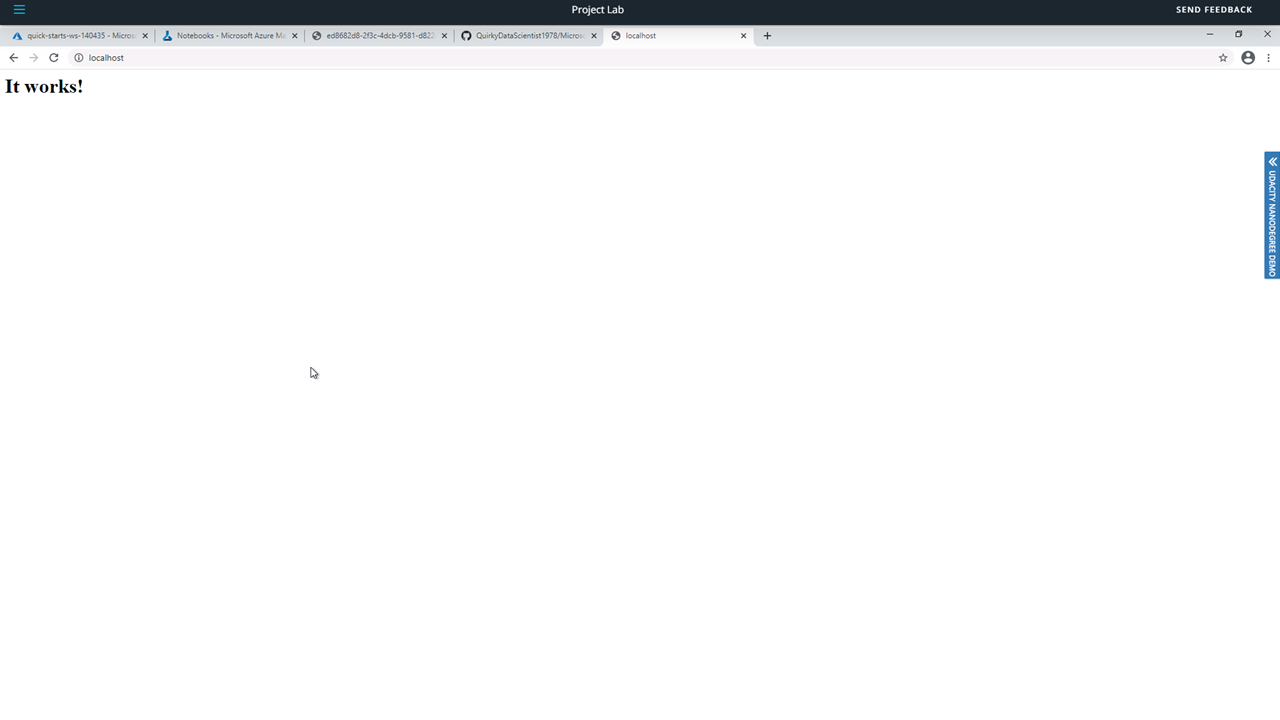 Project Lab
SEND FEEDBACK
quick-starts-ws-140435 - Micros
Notebooks - Microsoft Azure Ma
ed8682d8-2f3c-4dcb-9581-d822
QuirkyDataScientist1978/Micros
localhost
localhost
It works!
UDACITY NANODEGREE DEMO